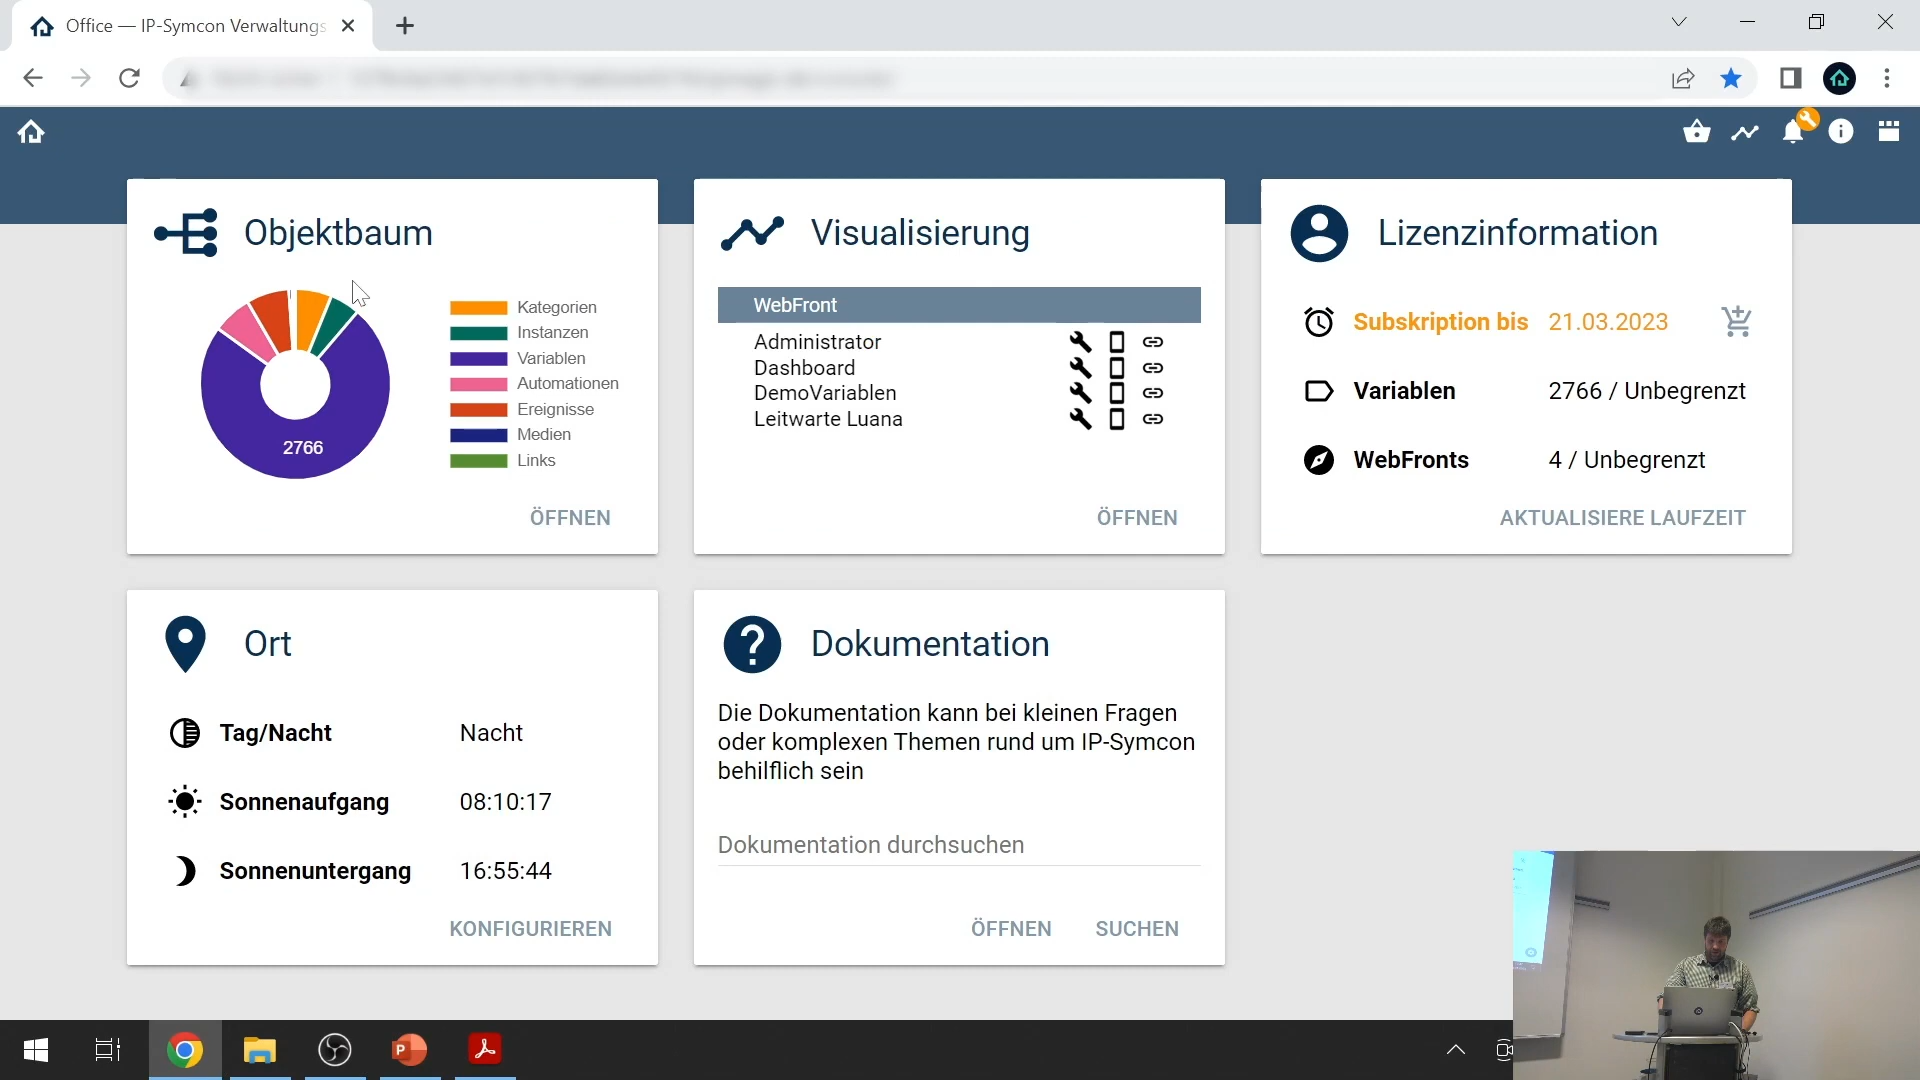 Office — IP-Symcon Verwaltungs
Objektbaum
2766
Kategorien
Instanzen
Variablen
Automationen
Ereignisse
Medien
Links
ÖFFNEN
Visualisierung
WebFront
Administrator
Dashboard
DemoVariablen
Leitwarte Luana
ÖFFNEN
Lizenzinformation
Subskription bis 21.03.2023
Variablen 2766 / Unbegrenzt
WebFronts 4 / Unbegrenzt
AKTUALISIERE LAUFZEIT
Ort
Tag/Nacht Nacht
Sonnenaufgang 08:10:17
Sonnenuntergang 16:55:44
KONFIGURIEREN
Dokumentation
Die Dokumentation kann bei kleinen Fragen
oder komplexen Themen rund um IP-Symcon
behilflich sein
Dokumentation durchsuchen
ÖFFNEN SUCHEN